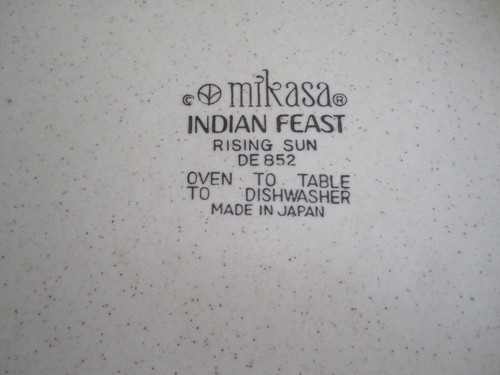 © mikasa®
INDIAN FEAST
RISING SUN
DE 852
OVEN TO TABLE
TO DISHWASHER
MADE IN JAPAN